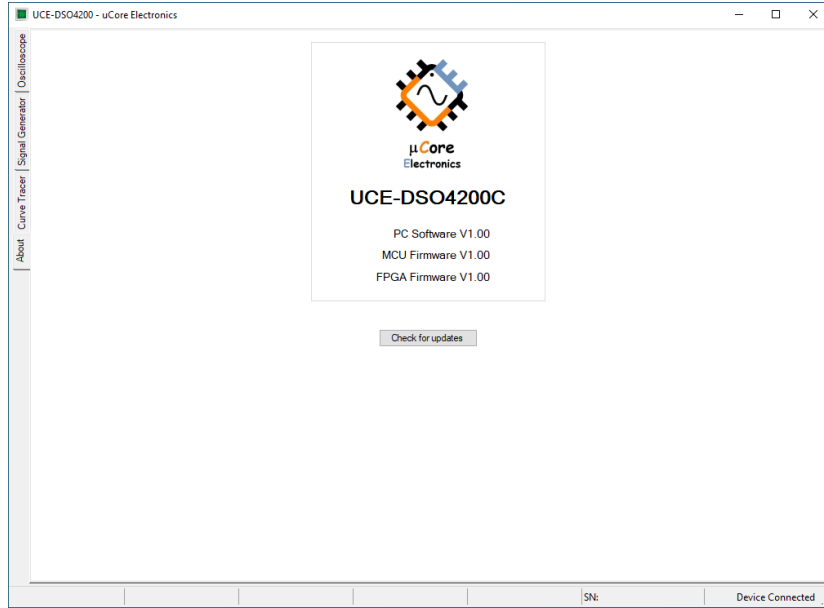 UCE-DSO4200 - uCore Electronics
Oscilloscope
Signal Generator
Curve Tracer
About
µCore
Electronics
UCE-DSO4200C
PC Software V1.00
MCU Firmware V1.00
FPGA Firmware V1.00
Check for updates
SN:
Device Connected